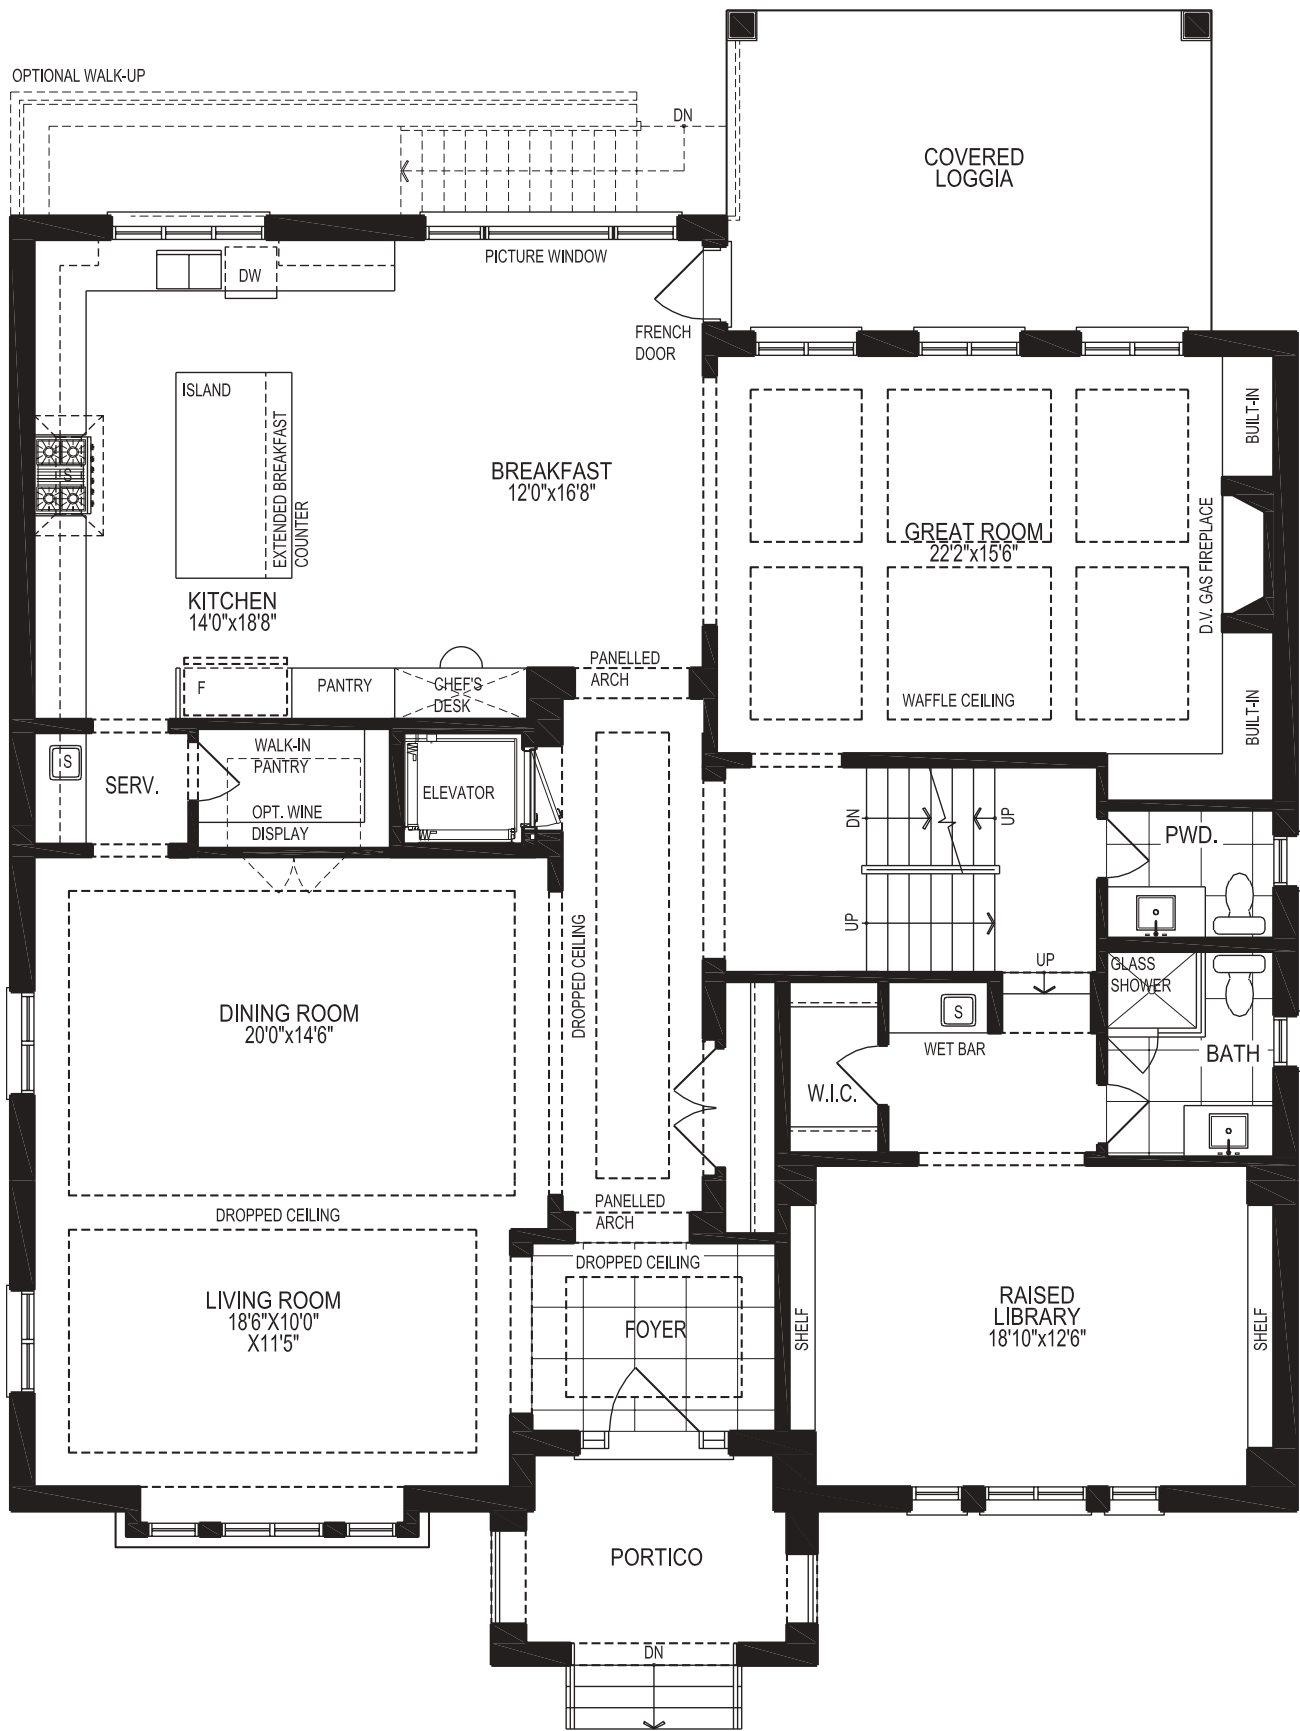 OPTIONAL WALK-UP
DN
COVERED
LOGGIA
PICTURE WINDOW
DW
FRENCH
DOOR
ISLAND
EXTENDED BREAKFAST
COUNTER
S
BREAKFAST
12'0"x16'8"
BUILT-IN
GREAT ROOM
22'2"x15'6"
D.V. GAS FIREPLACE
KITCHEN
14'0"x18'8"
F
PANTRY
CHEF'S
DESK
PANELLED
ARCH
WAFFLE CEILING
BUILT-IN
S
SERV.
WALK-IN
PANTRY
OPT. WINE
DISPLAY
ELEVATOR
DN
UP
PWD.
UP
DROPPED CEILING
UP
GLASS
SHOWER
DINING ROOM
20'0"x14'6"
S
WET BAR
BATH
W.I.C.
PANELLED
ARCH
DROPPED CEILING
DROPPED CEILING
LIVING ROOM
18'6"X10'0"
X11'5"
FOYER
SHELF
RAISED
LIBRARY
18'10"x12'6"
SHELF
PORTICO
DN